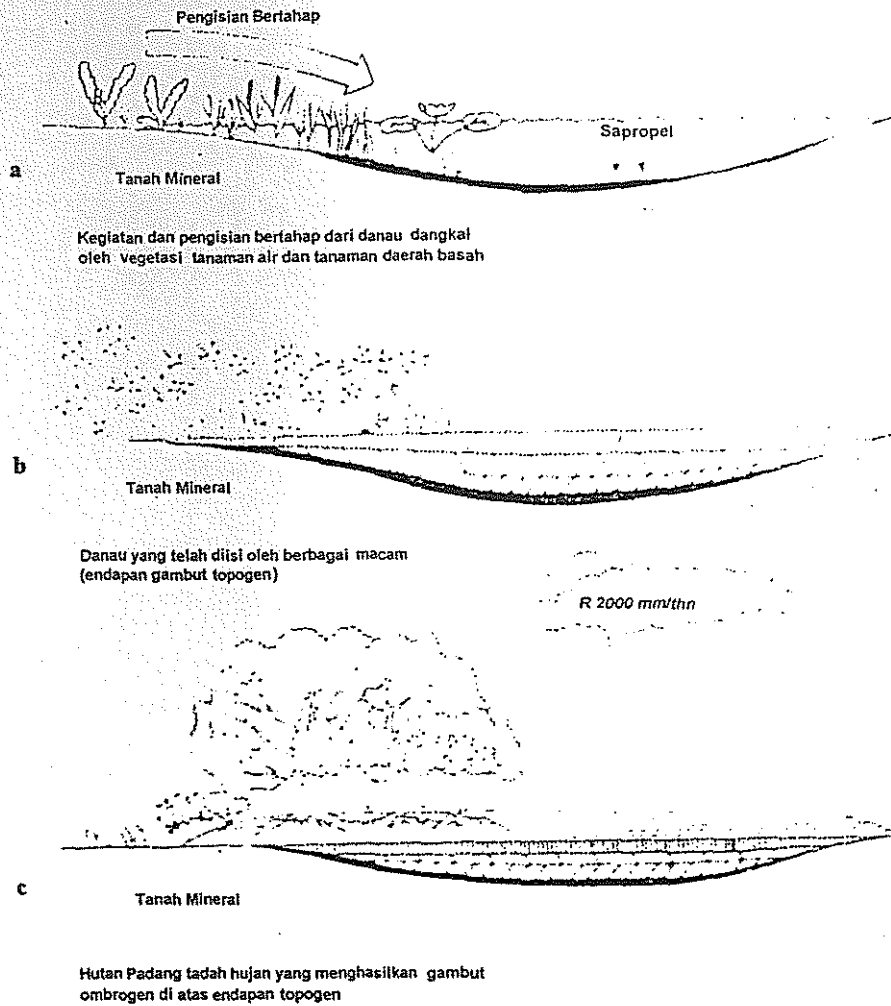 Pengisian Bertahap
Sapropel
a
Tanah Mineral
Kegiatan dan pengisian bertahap dari danau dangkal
oleh vegetasi tanaman air dan tanaman daerah basah
b
Tanah Mineral
Danau yang telah diisi oleh berbagai macam
(endapan gambut topogen)
R 2000 mm/thn
c
Tanah Mineral
Hutan Padang tadah hujan yang menghasilkan gambut
ombrogen di atas endapan topogen